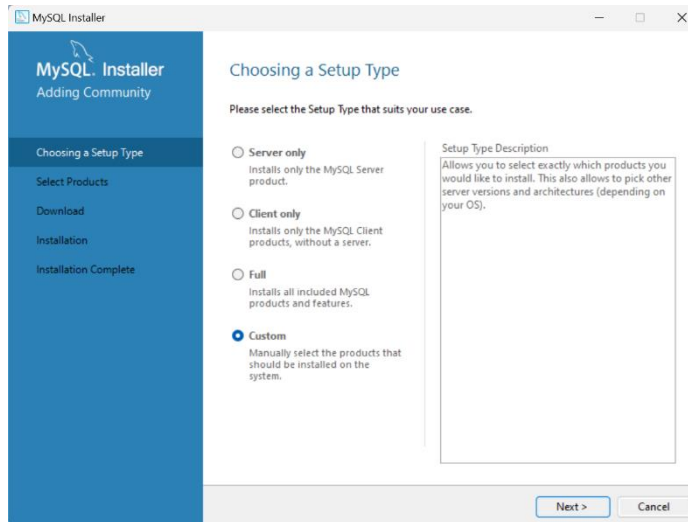 MySQL Installer
MySQL. Installer
Adding Community
Choosing a Setup Type
Select Products
Download
Installation
Installation Complete
Choosing a Setup Type
Please select the Setup Type that suits your use case.
Server only
Installs only the MySQL Server
product.
Client only
Installs only the MySQL Client
products, without a server.
Full
Installs all included MySQL
products and features.
Custom
Manually select the products that
should be installed on the
system.
Setup Type Description
Allows you to select exactly which products you
would like to install. This also allows to pick other
server versions and architectures (depending on
your OS).
Next >
Cancel